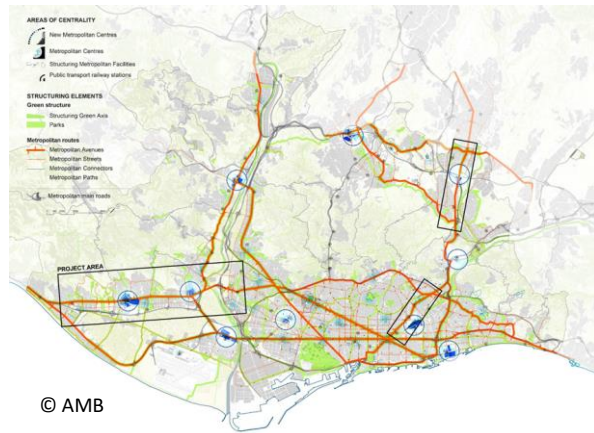 AREAS OF CENTRALITY
New Metropolitan Centres
Metropolitan Centres
Structuring Metropolitan Facilities
Public transport railway stations
STRUCTURING ELEMENTS
Green structure
Structuring Green Axis
Parks
Metropolitan routes
Metropolitan Avenues
Metropolitan Streets
Metropolitan Connectors
Metropolitan Paths
Metropolitan main roads
PROJECT AREA
© AMB